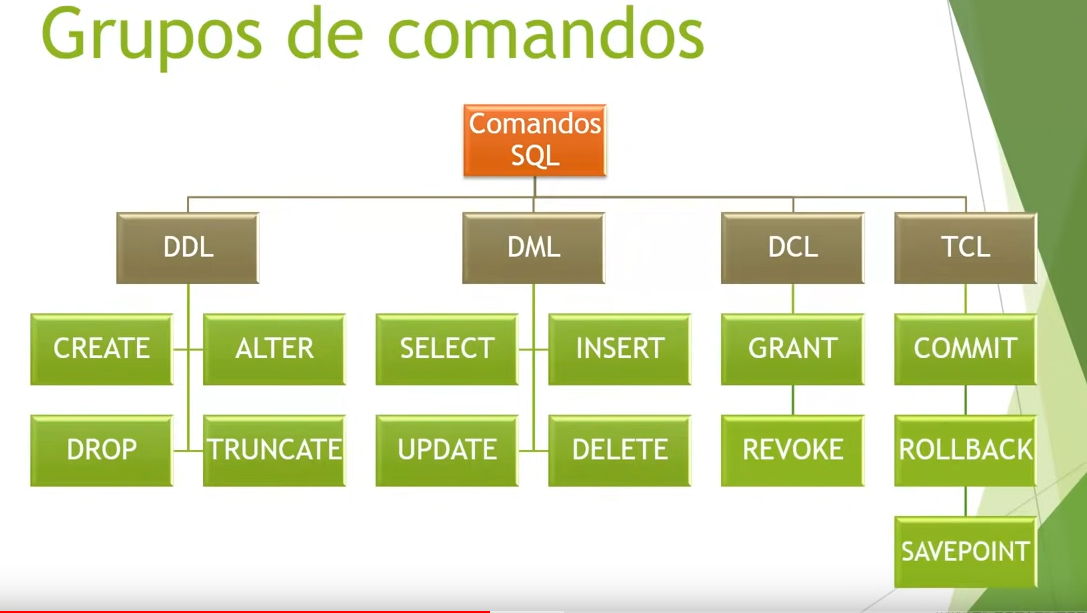 Grupos de comandos
Comandos
SQL
DDL
DML
DCL
TCL
CREATE
ALTER
SELECT
INSERT
GRANT
COMMIT
DROP
TRUNCATE
UPDATE
DELETE
REVOKE
ROLLBACK
SAVEPOINT